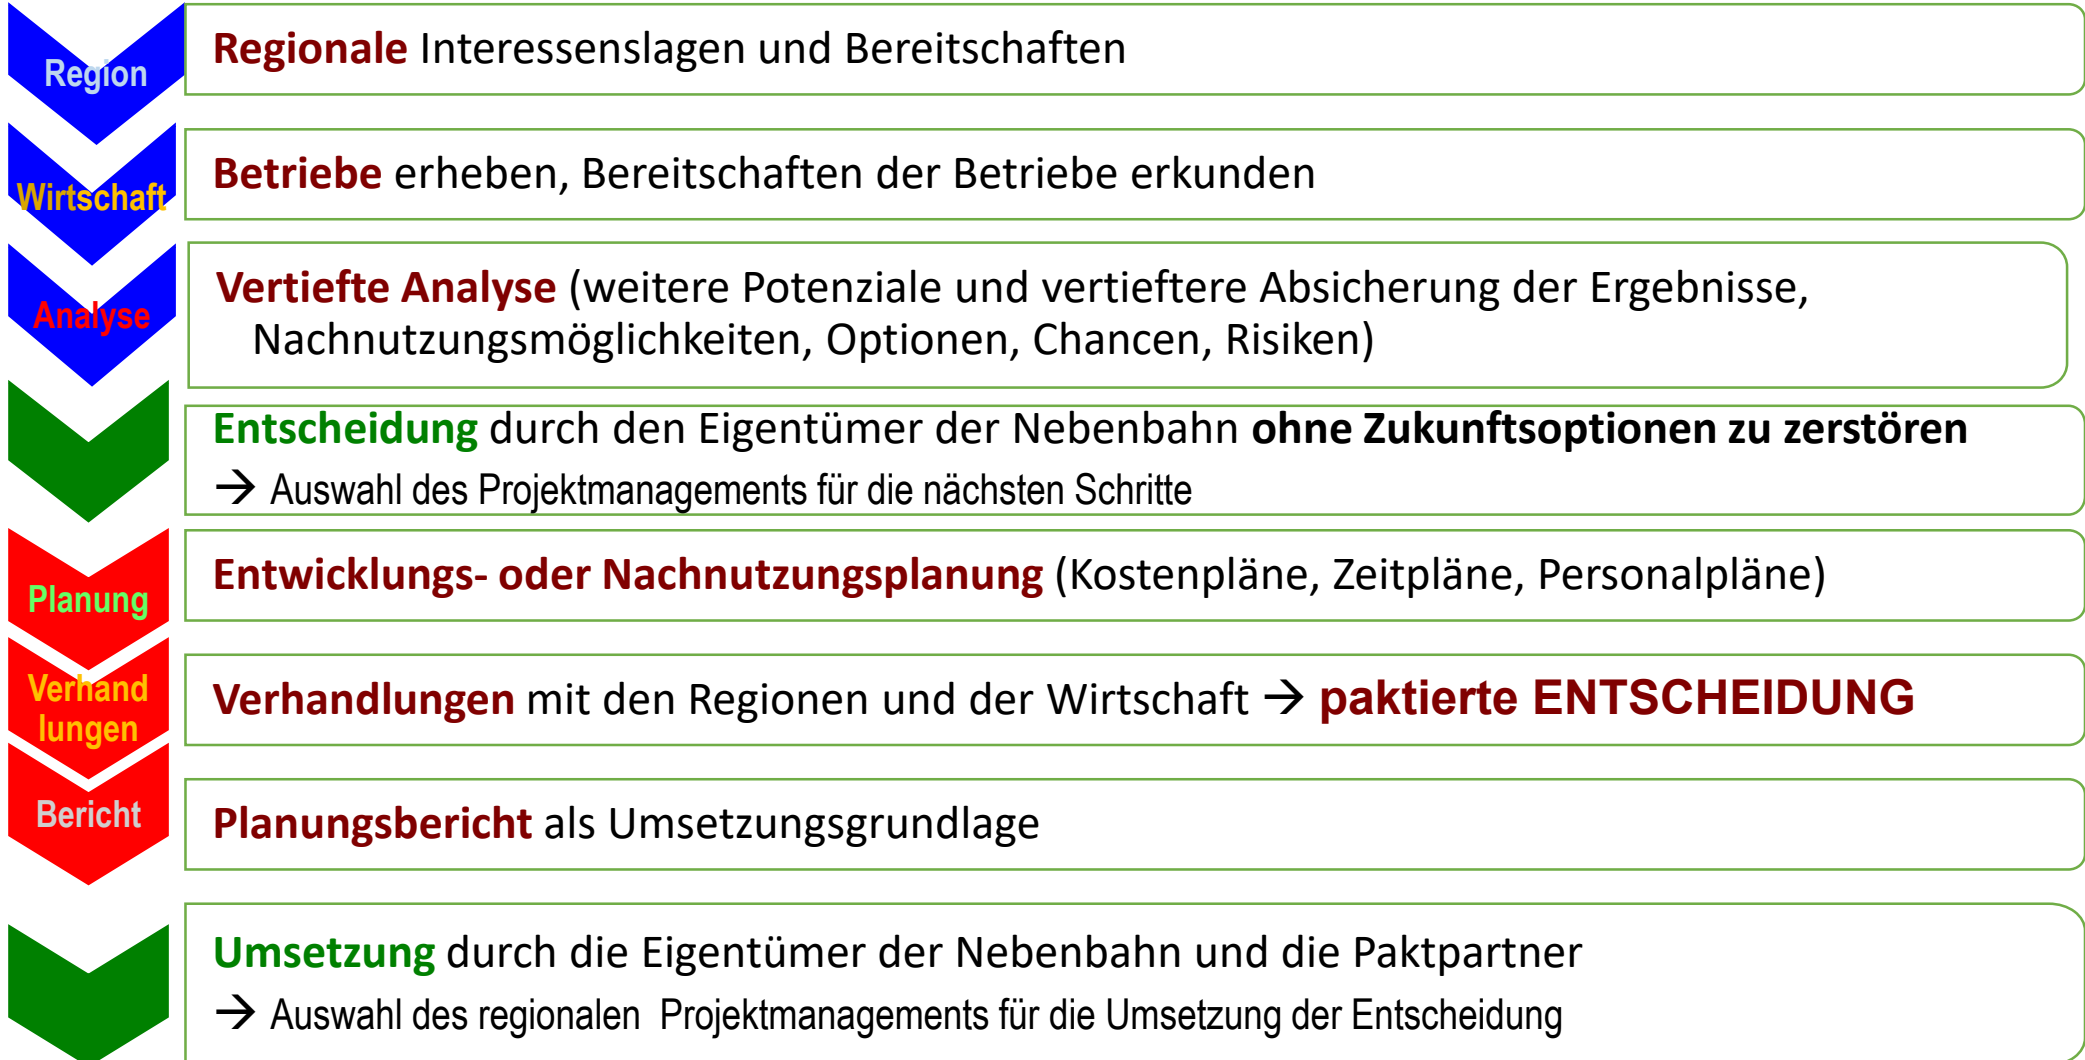 Region
Regionale Interessenslagen und Bereitschaften
Wirtschaft
Betriebe erheben, Bereitschaften der Betriebe erkunden
Analyse
Vertiefte Analyse (weitere Potenziale und vertieftere Absicherung der Ergebnisse,
Nachnutzungsmöglichkeiten, Optionen, Chancen, Risiken)
Entscheidung durch den Eigentümer der Nebenbahn ohne Zukunftsoptionen zu zerstören
→ Auswahl des Projektmanagements für die nächsten Schritte
Planung
Entwicklungs- oder Nachnutzungsplanung (Kostenpläne, Zeitpläne, Personalpläne)
Verhand
lungen
Verhandlungen mit den Regionen und der Wirtschaft → paktierte ENTSCHEIDUNG
Bericht
Planungsbericht als Umsetzungsgrundlage
Umsetzung durch die Eigentümer der Nebenbahn und die Paktpartner
→ Auswahl des regionalen Projektmanagements für die Umsetzung der Entscheidung